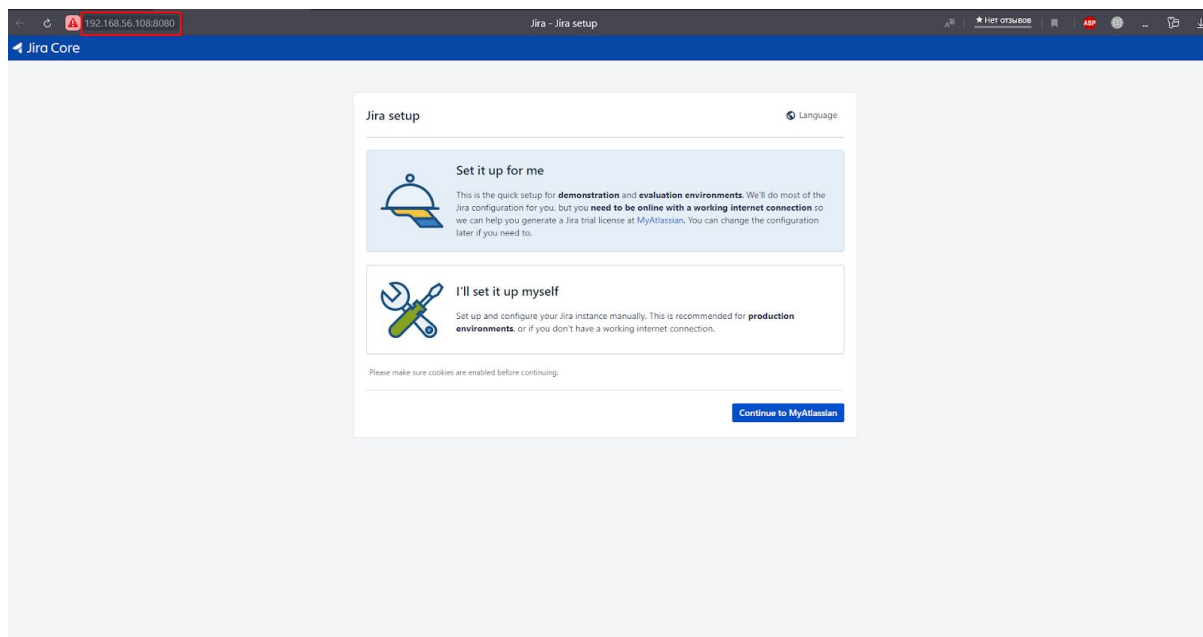 192.168.56.108:8080
Jira - Jira setup
★ Нет отзывов
ABP
Jira Core
Jira setup
Language
Set it up for me
This is the quick setup for demonstration and evaluation environments. We'll do most of the
Jira configuration for you, but you need to be online with a working internet connection so
we can help you generate a Jira trial license at MyAtlassian. You can change the configuration
later if you need to.
I'll set it up myself
Set up and configure your Jira instance manually. This is recommended for production
environments, or if you don't have a working internet connection.
Please make sure cookies are enabled before continuing.
Continue to MyAtlassian